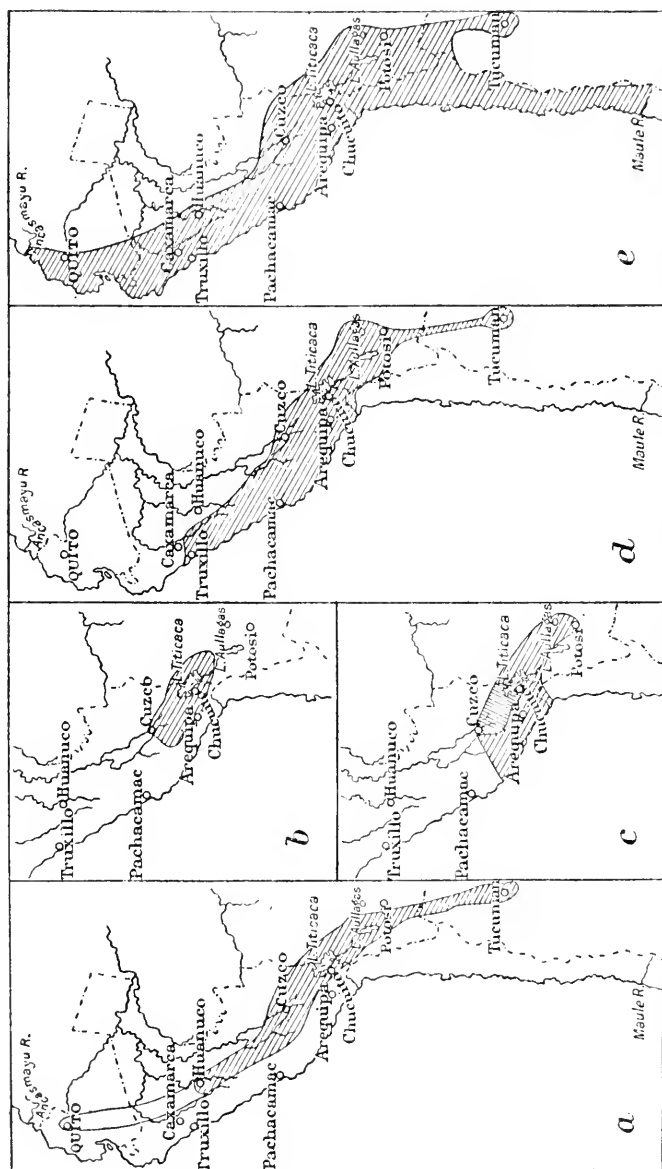 Ancasmayu R.
QUITO
Caxamarca
Truxillo
Huanuco
Pachacamac
Cuzco
L. Titicaca
Arequipa
Chucuito
L. Aullagas
Potosi
Tucuman
Maule R.
a
Truxillo
Huanuco
Pachacamac
Cuzco
L. Titicaca
Arequipa
Chucuito
L. Aullagas
Potosi
b
Truxillo
Huanuco
Pachacamac
Cuzco
L. Titicaca
Arequipa
Chucuito
L. Aullagas
Potosi
c
Ancasmayu R
QUITO
Caxamarca
Truxillo
Huanuco
Pachacamac
Cuzco
L. Titicaca
Arequipa
Chucuito
L. Aullagas
Potosi
Tucuman
Maule R.
d
Ancasmayu R.
QUITO
Caxamarca
Truxillo
Huanuco
Pachacamac
Cuzco
L. Titicaca
Arequipa
Chucuito
L. Aullagas
Potosi
Tucuman
Maule R.
e